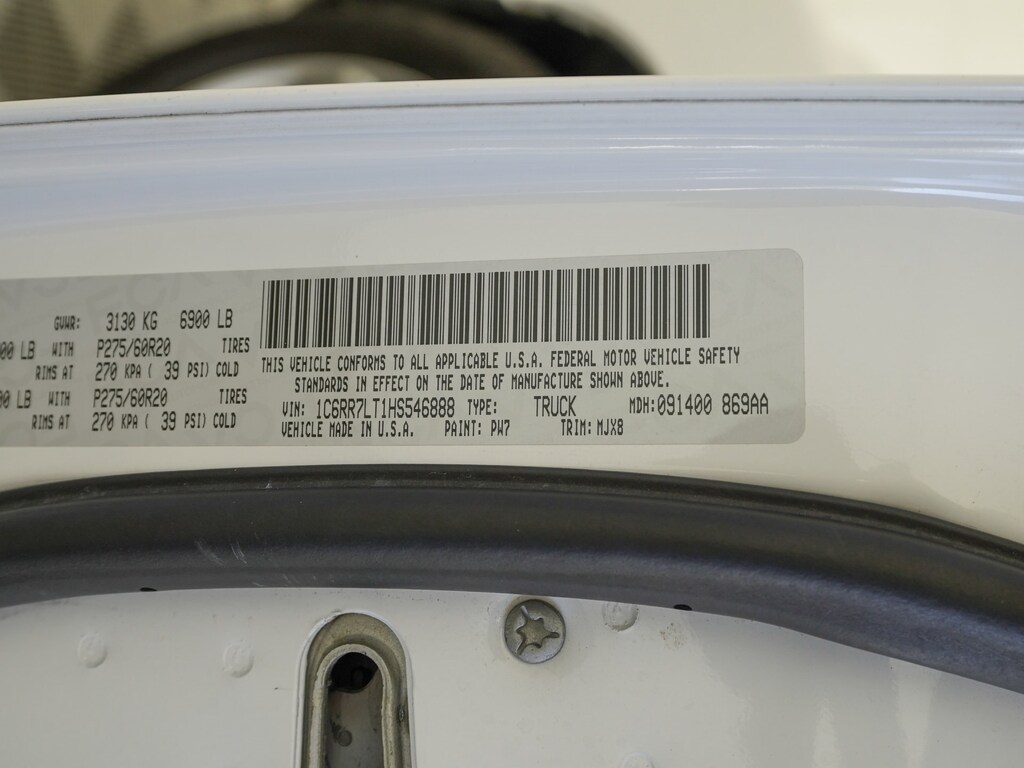 GVWR: 3130 KG 6900 LB
00 LB WITH P275/60R20 TIRES
RIMS AT 270 KPA ( 39 PSI) COLD
00 LB WITH P275/60R20 TIRES
RIMS AT 270 KPA ( 39 PSI) COLD
THIS VEHICLE CONFORMS TO ALL APPLICABLE U.S.A. FEDERAL MOTOR VEHICLE SAFETY
STANDARDS IN EFFECT ON THE DATE OF MANUFACTURE SHOWN ABOVE.
VIN: 1C6RR7LT1HS546888 TYPE: TRUCK MDH:091400 869AA
VEHICLE MADE IN U.S.A. PAINT: PW7 TRIM: MJX8